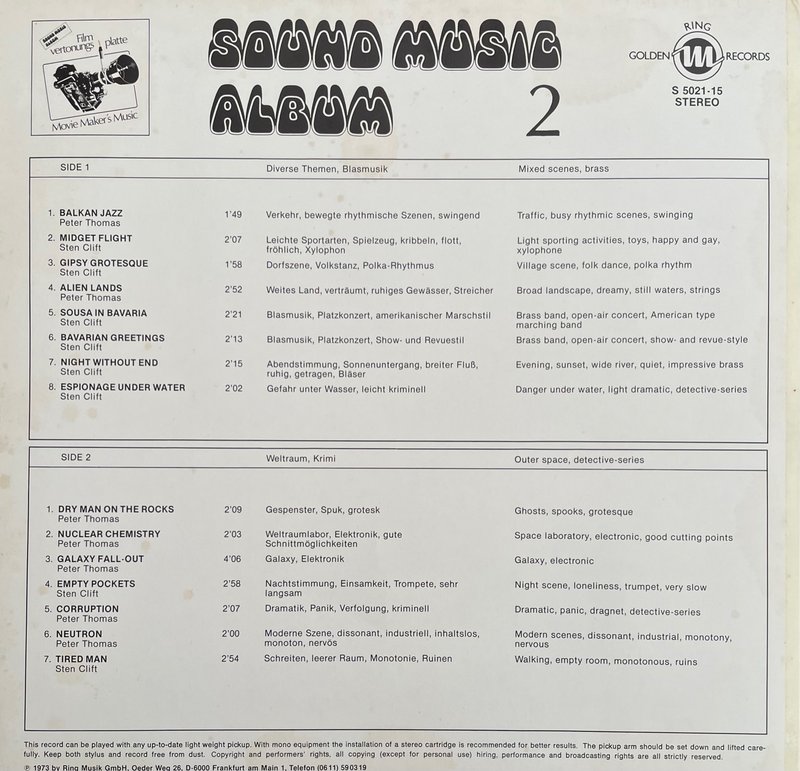 Film
vertonungs platte
Movie Maker's Music
SOUND MUSIC
ALBUM 2
RING
GOLDEN RECORDS
S 5021-15
STEREO
SIDE 1 Diverse Themen, Blasmusik Mixed scenes, brass
1. BALKAN JAZZ 1'49 Verkehr, bewegte rhythmische Szenen, swingend Traffic, busy rhythmic scenes, swinging
Peter Thomas
2. MIDGET FLIGHT 2'07 Leichte Sportarten, Spielzeug, kribbeln, flott, Light sporting activities, toys, happy and gay,
Sten Clift fröhlich, Xylophon xylophone
3. GIPSY GROTESQUE 1'58 Dorfszene, Volkstanz, Polka-Rhythmus Village scene, folk dance, polka rhythm
Sten Clift
4. ALIEN LANDS 2'52 Weites Land, verträumt, ruhiges Gewässer, Streicher Broad landscape, dreamy, still waters, strings
Peter Thomas
5. SOUSA IN BAVARIA 2'21 Blasmusik, Platzkonzert, amerikanischer Marschstil Brass band, open-air concert, American type
Sten Clift marching band
6. BAVARIAN GREETINGS 2'13 Blasmusik, Platzkonzert, Show- und Revuestil Brass band, open-air concert, show- and revue-style
Sten Clift
7. NIGHT WITHOUT END 2'15 Abendstimmung, Sonnenuntergang, breiter Fluß, Evening, sunset, wide river, quiet, impressive brass
Sten Clift ruhig, getragen, Bläser
8. ESPIONAGE UNDER WATER 2'02 Gefahr unter Wasser, leicht kriminell Danger under water, light dramatic, detective-series
Sten Clift
SIDE 2 Weltraum, Krimi Outer space, detective-series
1. DRY MAN ON THE ROCKS 2'09 Gespenster, Spuk, grotesk Ghosts, spooks, grotesque
Peter Thomas
2. NUCLEAR CHEMISTRY 2'03 Weltraumlabor, Elektronik, gute Space laboratory, electronic, good cutting points
Peter Thomas Schnittmöglichkeiten
3. GALAXY FALL-OUT 4'06 Galaxy, Elektronik Galaxy, electronic
Peter Thomas
4. EMPTY POCKETS 2'58 Nachtstimmung, Einsamkeit, Trompete, sehr Night scene, loneliness, trumpet, very slow
Sten Clift langsam
5. CORRUPTION 2'07 Dramatik, Panik, Verfolgung, kriminell Dramatic, panic, dragnet, detective-series
Peter Thomas
6. NEUTRON 2'00 Moderne Szene, dissonant, industriell, inhaltslos, Modern scenes, dissonant, industrial, monotony,
Peter Thomas monoton, nervös nervous
7. TIRED MAN 2'54 Schreiten, leerer Raum, Monotonie, Ruinen Walking, empty room, monotonous, ruins
Sten Clift
This record can be played with any up-to-date light weight pickup. With mono equipment the installation of a stereo cartridge is recommended for better results. The pickup arm should be set down and lifted care-
fully. Keep both stylus and record free from dust. Copyright and performers' rights, all copying (except for personal use) hiring, performance and broadcasting rights are all strictly reserved.
℗ 1973 by Ring Musik GmbH, Oeder Weg 26, D-6000 Frankfurt am Main 1, Telefon (0611) 590319